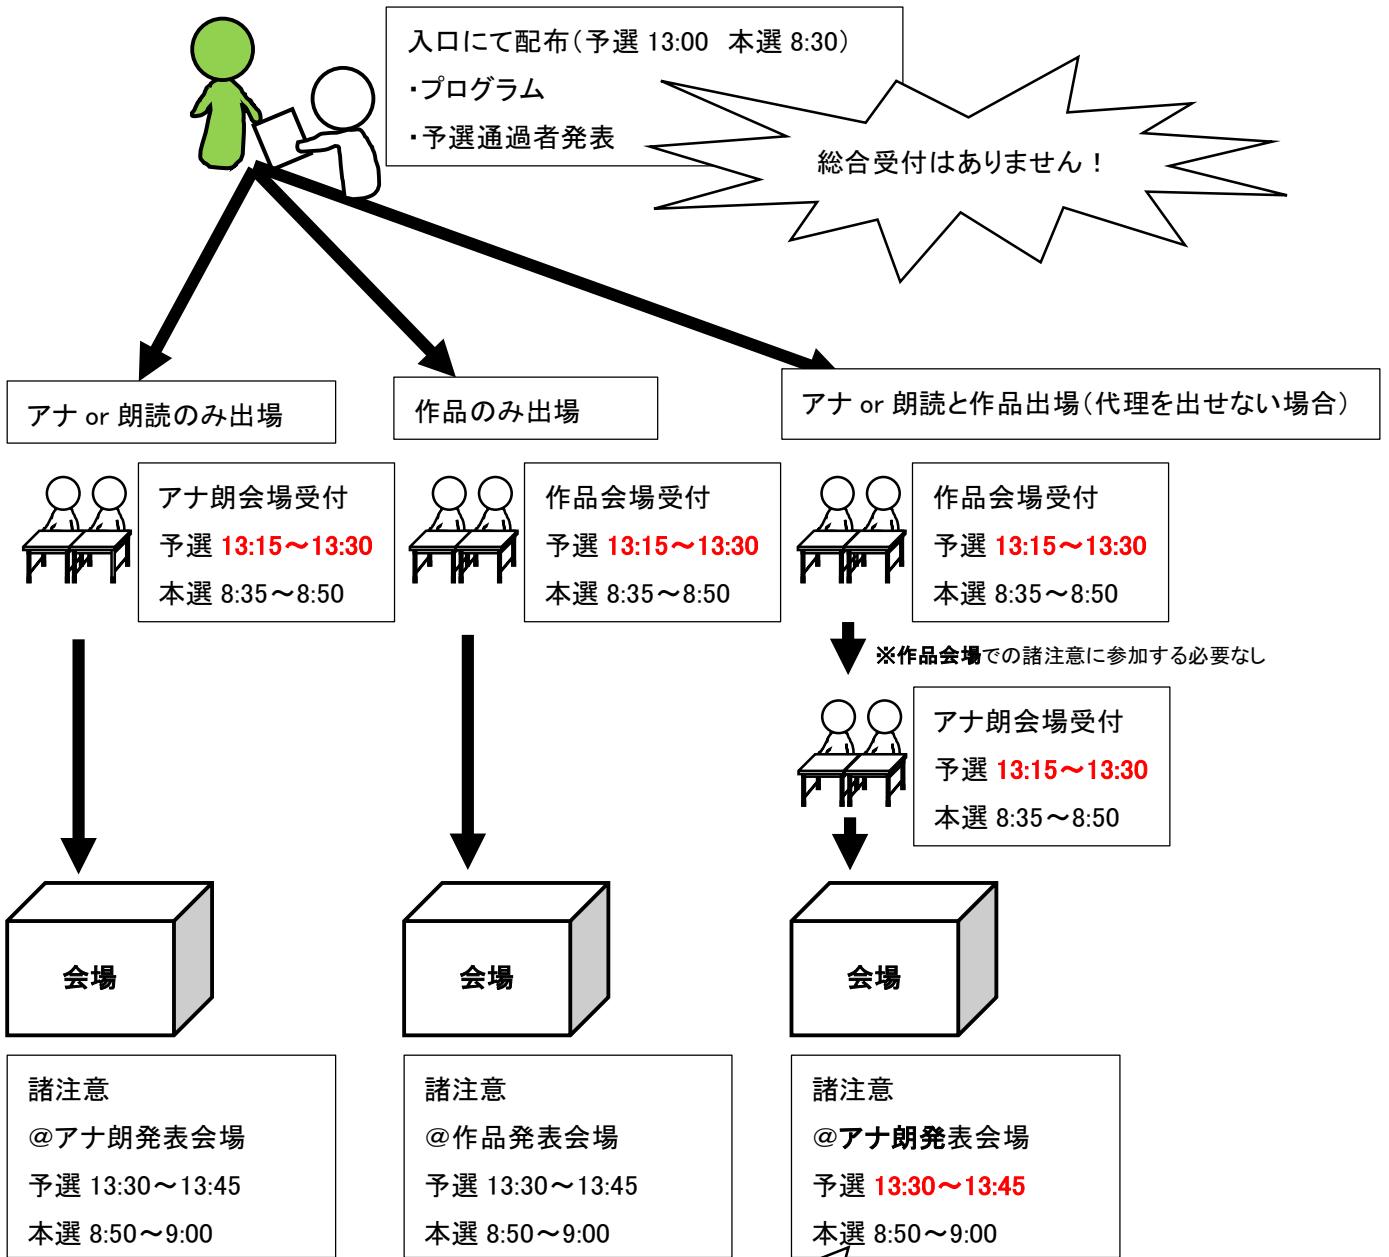 入口にて配布（予選 13:00　本選 8:30）
・プログラム
・予選通過者発表
総合受付はありません！
アナ or 朗読のみ出場
作品のみ出場
アナ or 朗読と作品出場（代理を出せない場合）
アナ朗会場受付
予選 13:15～13:30
本選 8:35～8:50
作品会場受付
予選 13:15～13:30
本選 8:35～8:50
作品会場受付
予選 13:15～13:30
本選 8:35～8:50
※作品会場での諸注意に参加する必要なし
アナ朗会場受付
予選 13:15～13:30
本選 8:35～8:50
会場
会場
会場
諸注意
＠アナ朗発表会場
予選 13:30～13:45
本選 8:50～9:00
諸注意
＠作品発表会場
予選 13:30～13:45
本選 8:50～9:00
諸注意
＠アナ朗発表会場
予選 13:30～13:45
本選 8:50～9:00